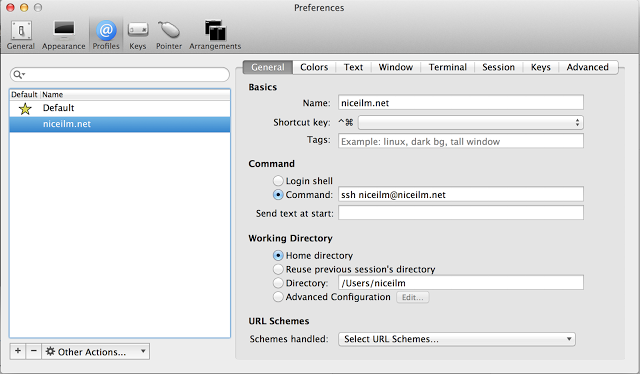 Preferences
General Appearance Profiles Keys Pointer Arrangements
General Colors Text Window Terminal Session Keys Advanced
Default Name
Default
niceilm.net
+ − Other Actions...
Basics
Name: niceilm.net
Shortcut key: ^⌘
Tags: Example: linux, dark bg, tall window
Command
Login shell
Command: ssh niceilm@niceilm.net
Send text at start:
Working Directory
Home directory
Reuse previous session's directory
Directory: /Users/niceilm
Advanced Configuration Edit...
URL Schemes
Schemes handled: Select URL Schemes...